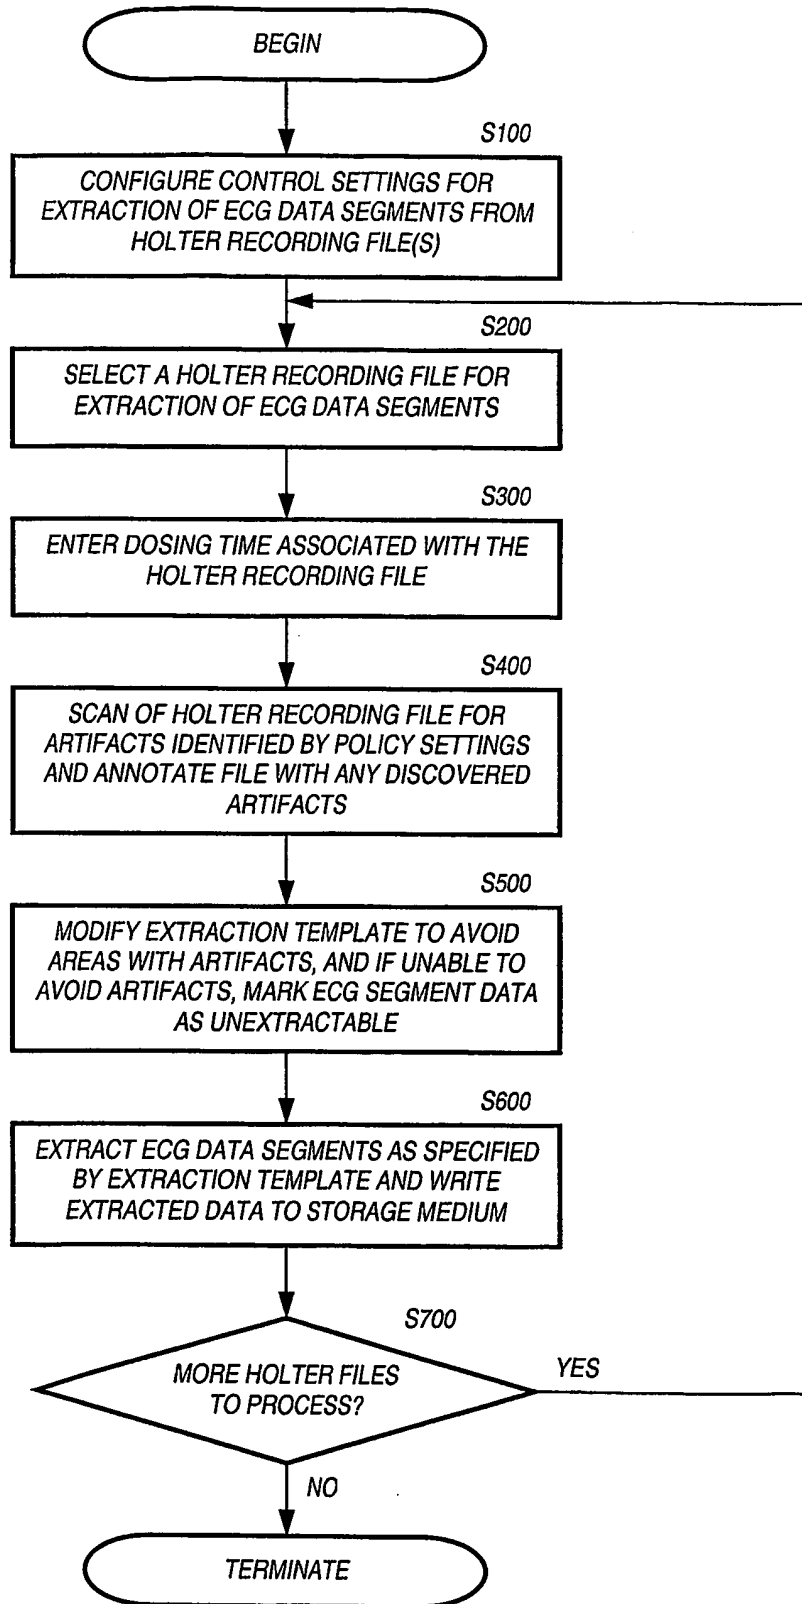 BEGIN
S100
CONFIGURE CONTROL SETTINGS FOR
EXTRACTION OF ECG DATA SEGMENTS FROM
HOLTER RECORDING FILE(S)
S200
SELECT A HOLTER RECORDING FILE FOR
EXTRACTION OF ECG DATA SEGMENTS
S300
ENTER DOSING TIME ASSOCIATED WITH THE
HOLTER RECORDING FILE
S400
SCAN OF HOLTER RECORDING FILE FOR
ARTIFACTS IDENTIFIED BY POLICY SETTINGS
AND ANNOTATE FILE WITH ANY DISCOVERED
ARTIFACTS
S500
MODIFY EXTRACTION TEMPLATE TO AVOID
AREAS WITH ARTIFACTS, AND IF UNABLE TO
AVOID ARTIFACTS, MARK ECG SEGMENT DATA
AS UNEXTRACTABLE
S600
EXTRACT ECG DATA SEGMENTS AS SPECIFIED
BY EXTRACTION TEMPLATE AND WRITE
EXTRACTED DATA TO STORAGE MEDIUM
S700
MORE HOLTER FILES
TO PROCESS?
YES
NO
TERMINATE